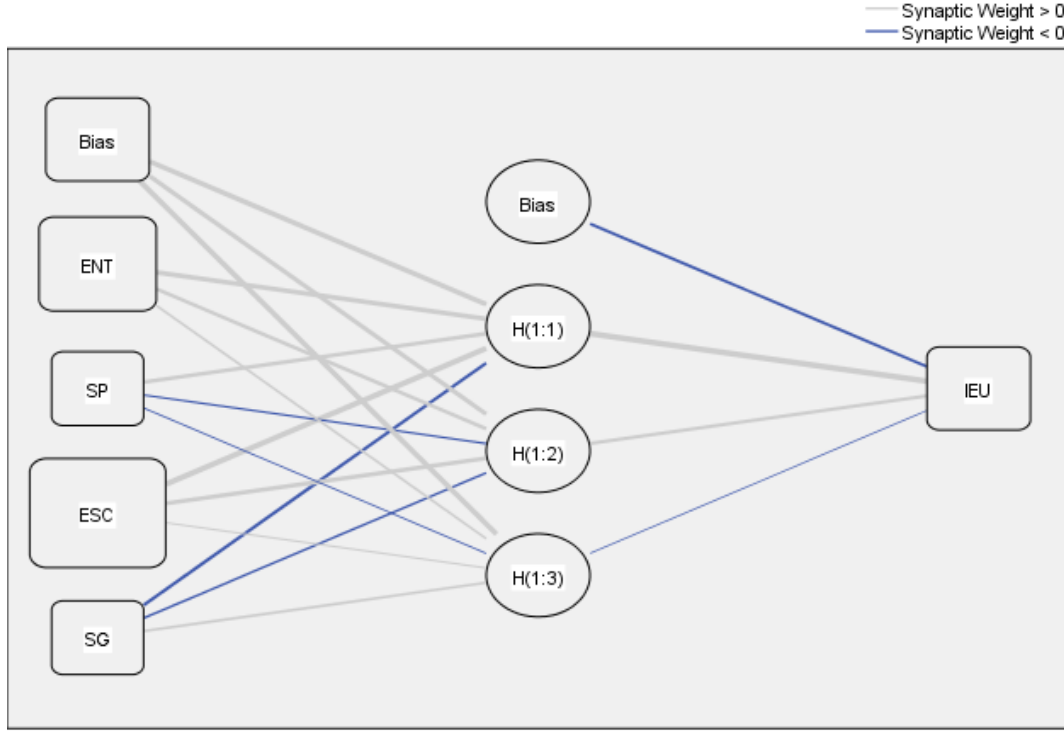 Synaptic Weight > 0
Synaptic Weight < 0
Bias
ENT
SP
ESC
SG
Bias
H(1:1)
H(1:2)
H(1:3)
IEU